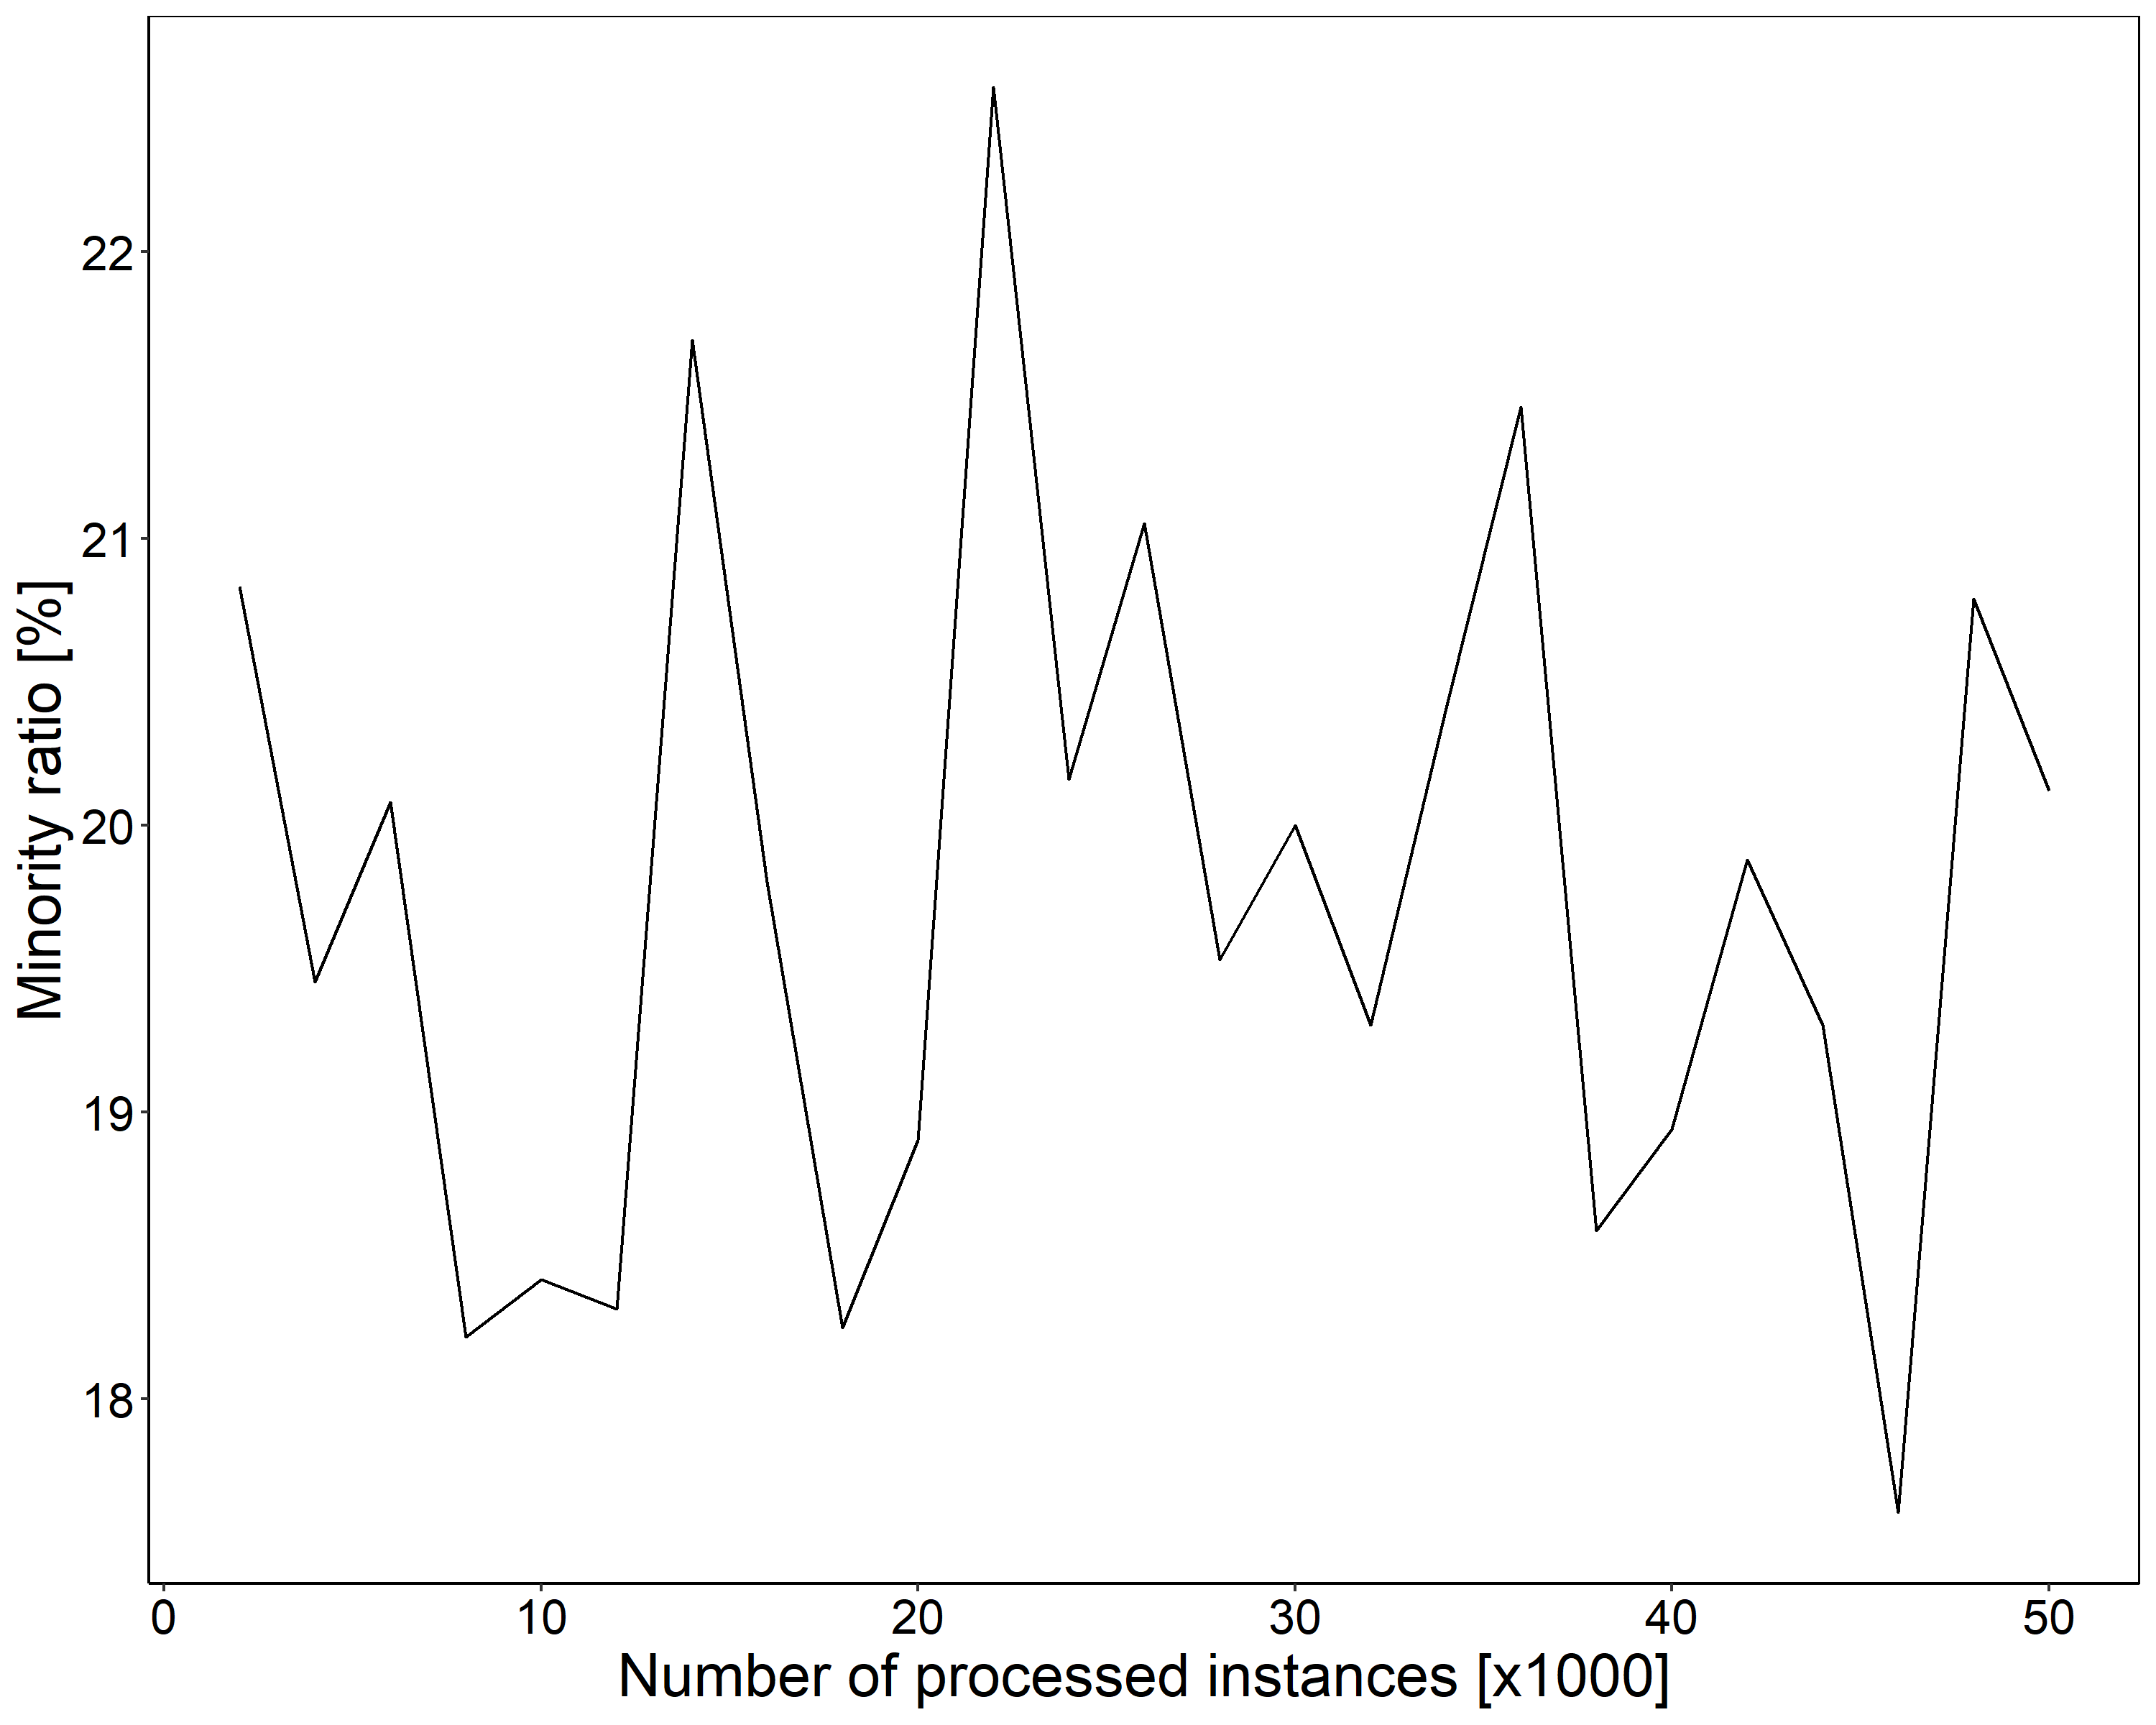 Minority ratio [%]
22
21
20
19
18
0 10 20 30 40 50
Number of processed instances [x1000]